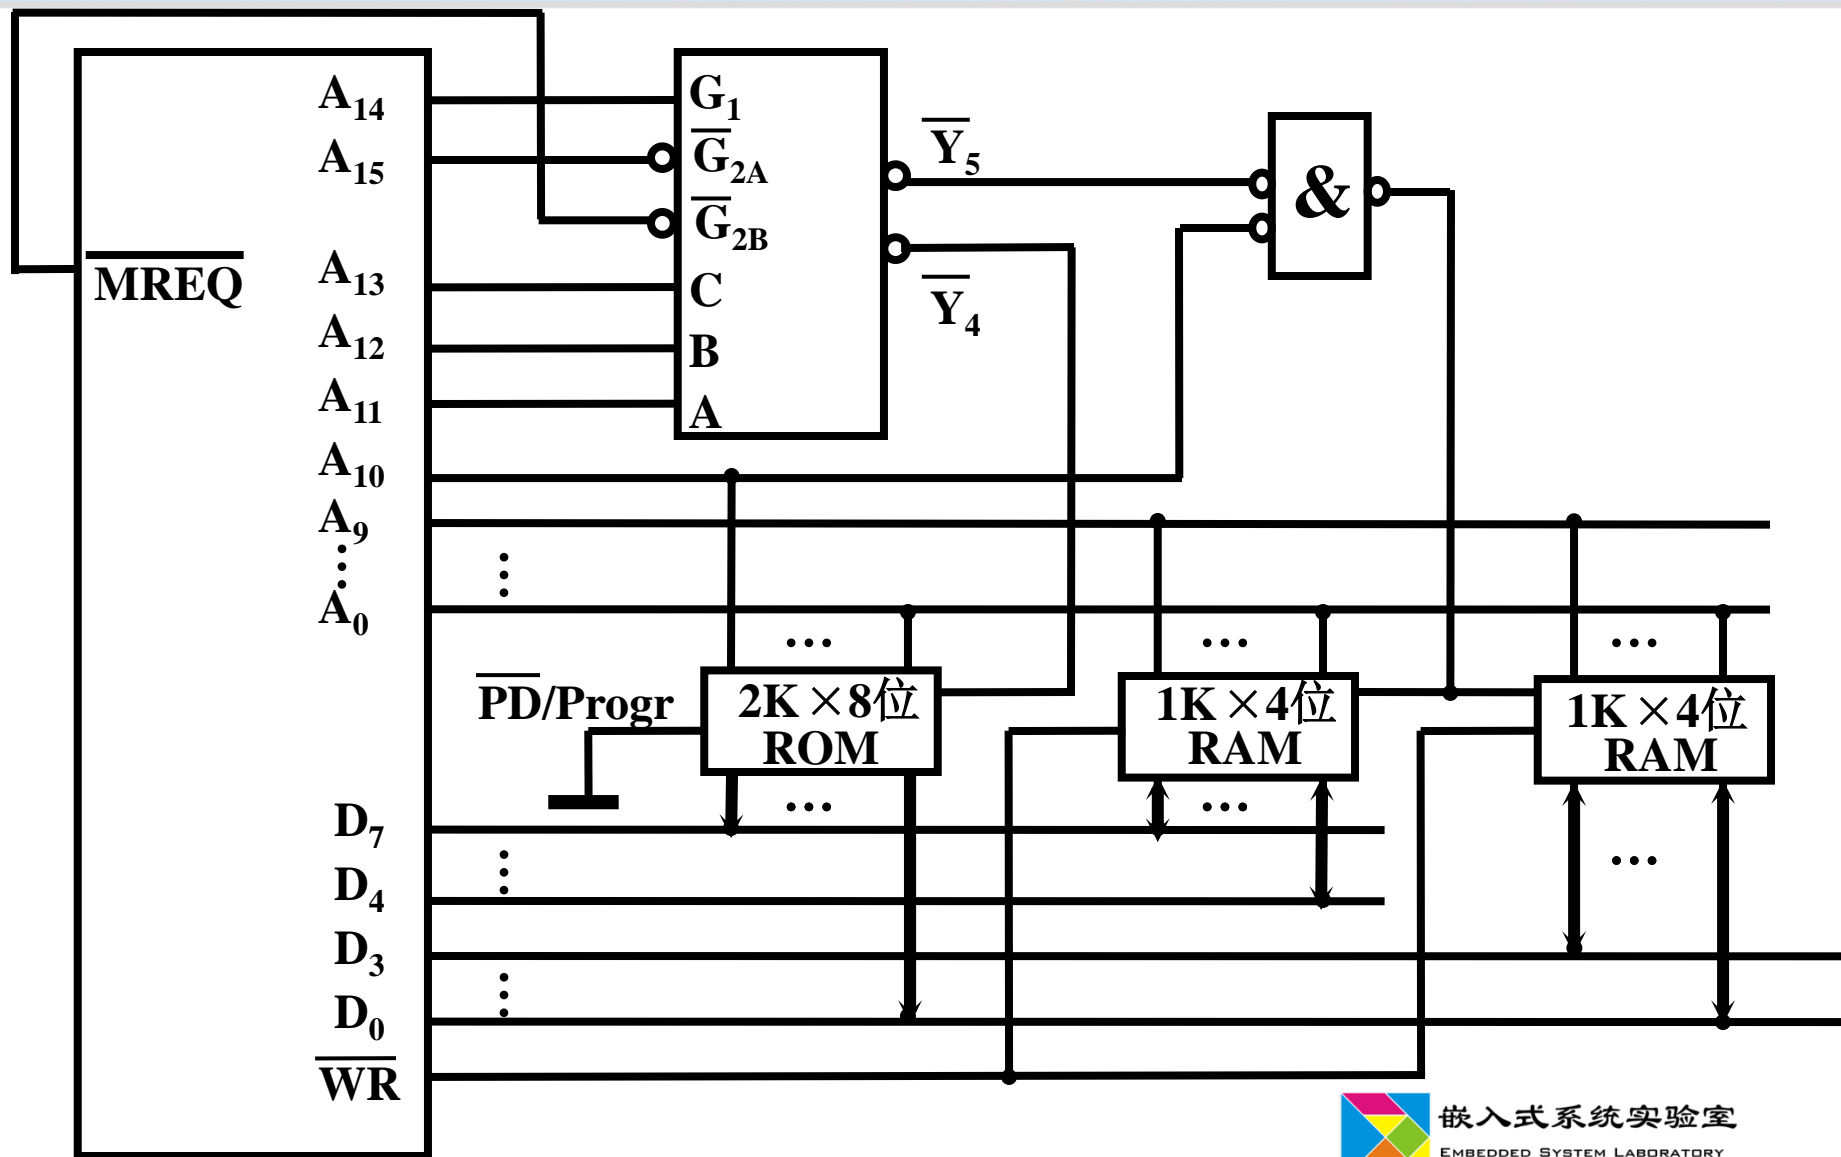 A14
A15
MREQ
A13
A12
A11
A10
A9
A0
G1
G2A
G2B
C
B
A
Y5
Y4
&
PD/Progr
2K×8位
ROM
1K×4位
RAM
1K×4位
RAM
…
…
…
…
…
…
D7
D4
D3
D0
WR
嵌入式系统实验室
EMBEDDED SYSTEM LABORATORY